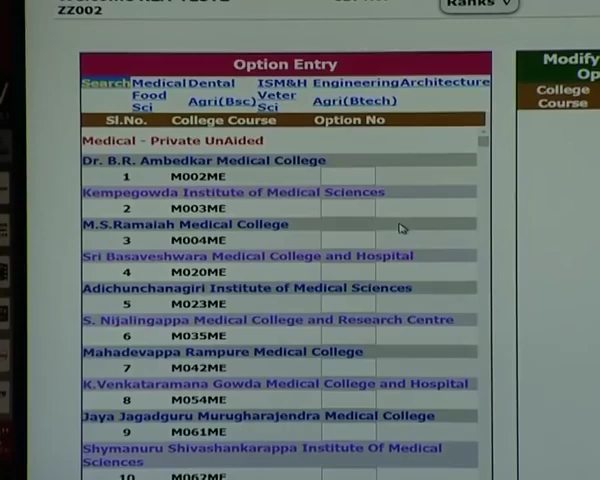 ZZ002
Ranks
Option Entry
Search Medical Dental ISM&H Engineering Architecture
Food Sci Agri(Bsc) Veter Sci Agri(Btech)
Sl.No. College Course Option No
Medical - Private UnAided
Dr. B.R. Ambedkar Medical College
1 M002ME
Kempegowda Institute of Medical Sciences
2 M003ME
M.S.Ramaiah Medical College
3 M004ME
Sri Basaveshwara Medical College and Hospital
4 M020ME
Adichunchanagiri Institute of Medical Sciences
5 M023ME
S. Nijalingappa Medical College and Research Centre
6 M035ME
Mahadevappa Rampure Medical College
7 M042ME
K.Venkataramana Gowda Medical College and Hospital
8 M054ME
Jaya Jagadguru Murugharajendra Medical College
9 M061ME
Shymanuru Shivashankarappa Institute Of Medical
Sciences
10 M062ME
Modify
Op
College
Course